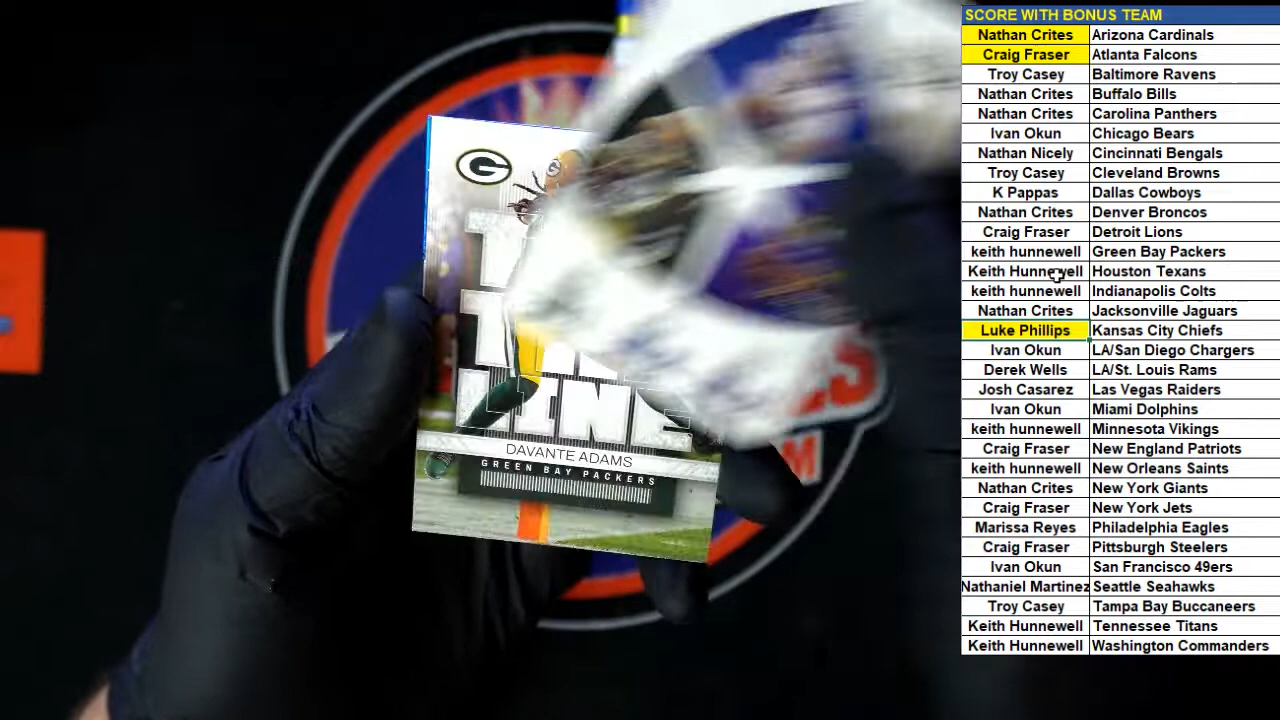 SCORE WITH BONUS TEAM
Nathan Crites Arizona Cardinals
Craig Fraser Atlanta Falcons
Troy Casey Baltimore Ravens
Nathan Crites Buffalo Bills
Nathan Crites Carolina Panthers
Ivan Okun Chicago Bears
Nathan Nicely Cincinnati Bengals
Troy Casey Cleveland Browns
K Pappas Dallas Cowboys
Nathan Crites Denver Broncos
Craig Fraser Detroit Lions
keith hunnewell Green Bay Packers
Keith Hunnewell Houston Texans
keith hunnewell Indianapolis Colts
Nathan Crites Jacksonville Jaguars
Luke Phillips Kansas City Chiefs
Ivan Okun LA/San Diego Chargers
Derek Wells LA/St. Louis Rams
Josh Casarez Las Vegas Raiders
Ivan Okun Miami Dolphins
keith hunnewell Minnesota Vikings
Craig Fraser New England Patriots
keith hunnewell New Orleans Saints
Nathan Crites New York Giants
Craig Fraser New York Jets
Marissa Reyes Philadelphia Eagles
Craig Fraser Pittsburgh Steelers
Ivan Okun San Francisco 49ers
Nathaniel Martinez Seattle Seahawks
Troy Casey Tampa Bay Buccaneers
Keith Hunnewell Tennessee Titans
Keith Hunnewell Washington Commanders
G
LINE
DAVANTE ADAMS
GREEN BAY PACKERS